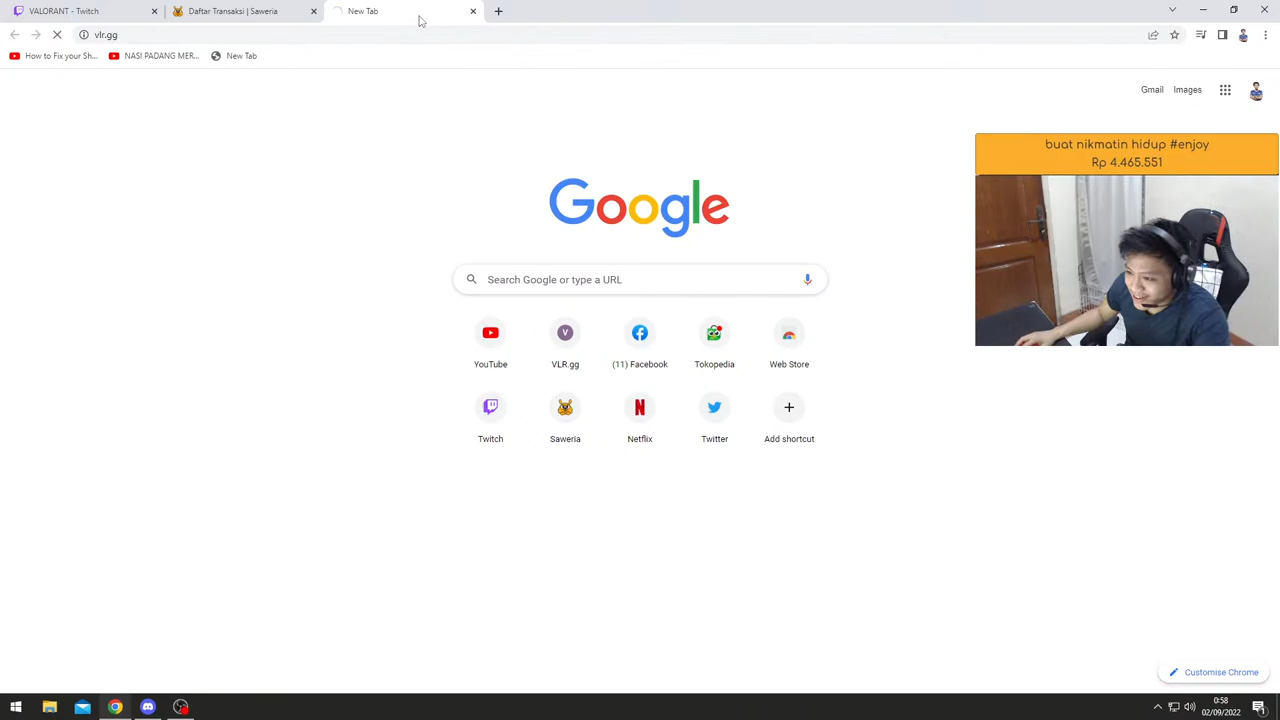 VALORANT - Twitch
Daftar Transaksi | Saweria
New Tab
vlr.gg
How to Fix your Sh...
NASI PADANG MER...
New Tab
Gmail
Images
buat nikmatin hidup #enjoy
Rp 4.465.551
Google
Search Google or type a URL
V
YouTube
VLR.gg
(11) Facebook
Tokopedia
Web Store
N
Twitch
Saweria
Netflix
Twitter
Add shortcut
Customise Chrome
0:58
02/09/2022
1